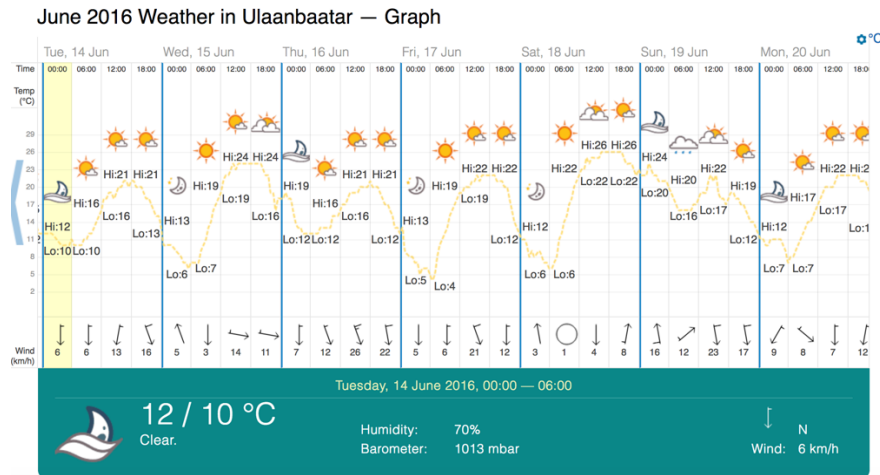 June 2016 Weather in Ulaanbaatar — Graph
°C
Tue, 14 Jun Wed, 15 Jun Thu, 16 Jun Fri, 17 Jun Sat, 18 Jun Sun, 19 Jun Mon, 20 Jun
Time 00:00 06:00 12:00 18:00 00:00 06:00 12:00 18:00 00:00 06:00 12:00 18:00 00:00 06:00 12:00 18:00 00:00 06:00 12:00 18:00 00:00 06:00 12:00 18:00 00:00 06:00 12:00 18:00
Temp
(°C)
29
26
23
20
17
14
11
8
5
2
Hi:12 Hi:16 Hi:21 Hi:21 Hi:13 Hi:19 Hi:24 Hi:24 Hi:19 Hi:16 Hi:21 Hi:21 Hi:13 Hi:19 Hi:22 Hi:22 Hi:12 Hi:22 Hi:26 Hi:26 Hi:24 Hi:20 Hi:22 Hi:19 Hi:12 Hi:17 Hi:22 Hi:22
Lo:10 Lo:10 Lo:16 Lo:13 Lo:6 Lo:7 Lo:19 Lo:16 Lo:12 Lo:12 Lo:16 Lo:12 Lo:5 Lo:4 Lo:19 Lo:12 Lo:6 Lo:6 Lo:22 Lo:22 Lo:20 Lo:16 Lo:17 Lo:12 Lo:7 Lo:7 Lo:17
Wind
(km/h)
6 6 13 16 5 3 14 11 7 12 26 22 5 6 21 12 3 1 4 8 16 12 23 17 9 8 7 12
Tuesday, 14 June 2016, 00:00 — 06:00
12 / 10 °C
Clear.
Humidity: 70%
Barometer: 1013 mbar
N
Wind: 6 km/h